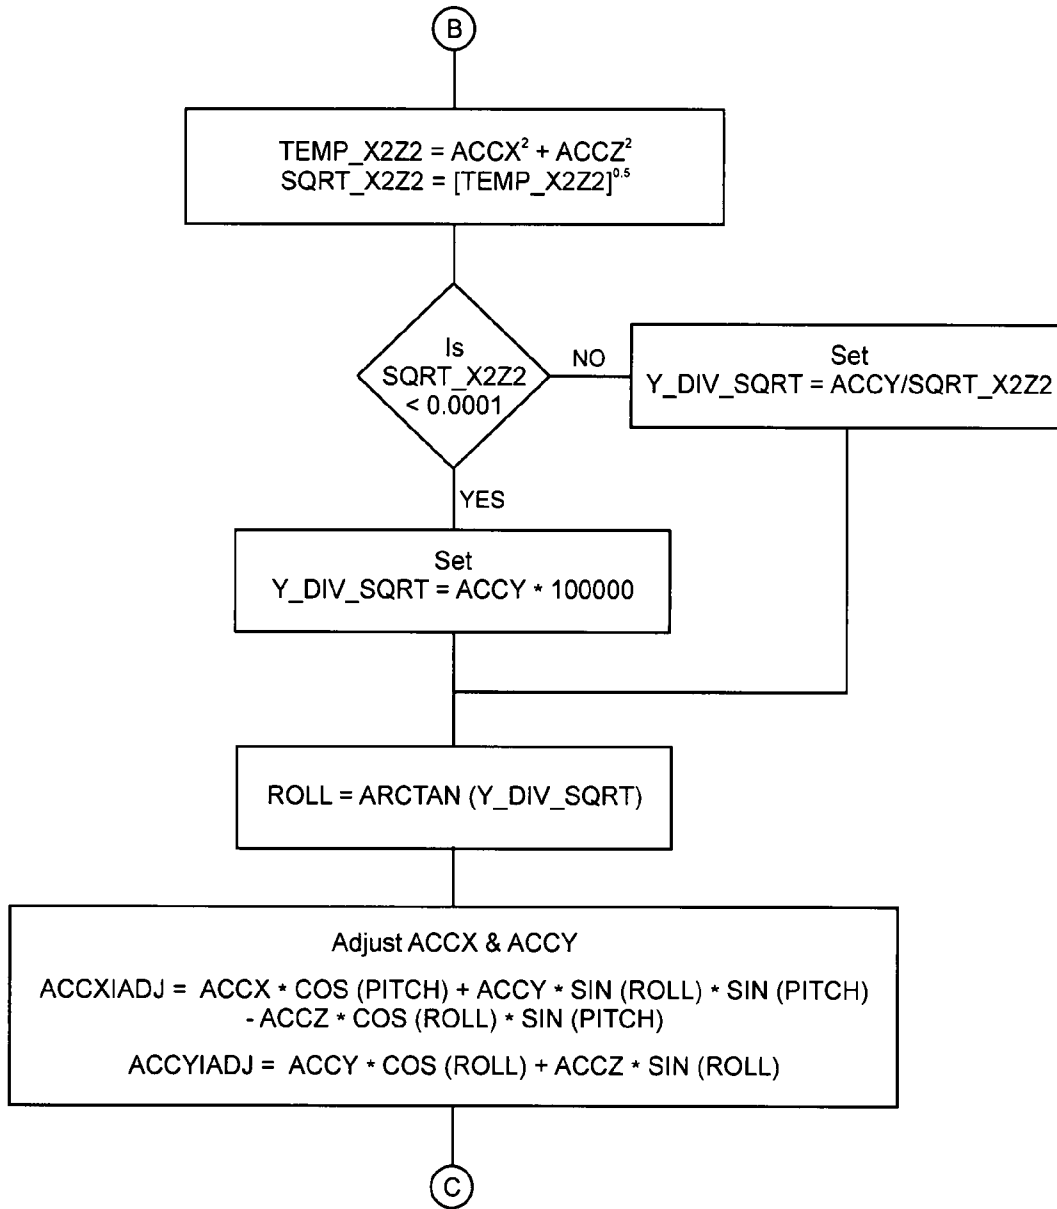 B
TEMP_X2Z2 = ACCX² + ACCZ²
SQRT_X2Z2 = [TEMP_X2Z2]⁰·⁵
Is
SQRT_X2Z2
< 0.0001
NO
Set
Y_DIV_SQRT = ACCY/SQRT_X2Z2
YES
Set
Y_DIV_SQRT = ACCY * 100000
ROLL = ARCTAN (Y_DIV_SQRT)
Adjust ACCX & ACCY
ACCXIADJ = ACCX * COS (PITCH) + ACCY * SIN (ROLL) * SIN (PITCH)
- ACCZ * COS (ROLL) * SIN (PITCH)
ACCYIADJ = ACCY * COS (ROLL) + ACCZ * SIN (ROLL)
C